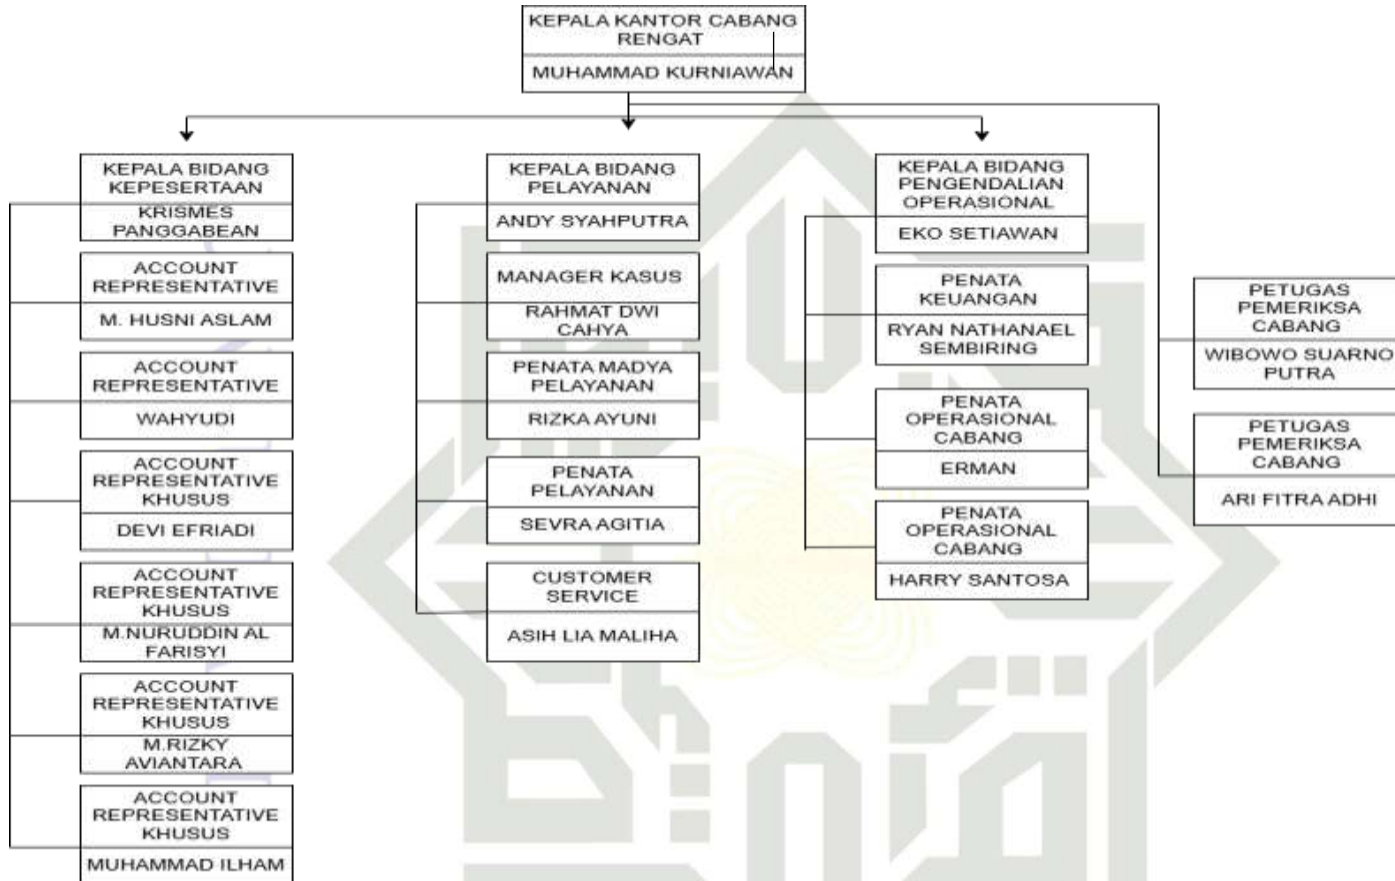 KEPALA KANTOR CABANG
RENGAT
MUHAMMAD KURNIAWAN
KEPALA BIDANG
KEPESERTAAN
KRISMES
PANGGABEAN
ACCOUNT
REPRESENTATIVE
M. HUSNI ASLAM
ACCOUNT
REPRESENTATIVE
WAHYUDI
ACCOUNT
REPRESENTATIVE
KHUSUS
DEVI EFRIADI
ACCOUNT
REPRESENTATIVE
KHUSUS
M.NURUDDIN AL
FARISYI
ACCOUNT
REPRESENTATIVE
KHUSUS
M.RIZKY
AVIANTARA
ACCOUNT
REPRESENTATIVE
KHUSUS
MUHAMMAD ILHAM
KEPALA BIDANG
PELAYANAN
ANDY SYAHPUTRA
MANAGER KASUS
RAHMAT DWI
CAHYA
PENATA MADYA
PELAYANAN
RIZKA AYUNI
PENATA
PELAYANAN
SEVRA AGITIA
CUSTOMER
SERVICE
ASIH LIA MALIHA
KEPALA BIDANG
PENGENDALIAN
OPERASIONAL
EKO SETIAWAN
PENATA
KEUANGAN
RYAN NATHANAEL
SEMBIRING
PENATA
OPERASIONAL
CABANG
ERMAN
PENATA
OPERASIONAL
CABANG
HARRY SANTOSA
PETUGAS
PEMERIKSA
CABANG
WIBOWO SUARNO
PUTRA
PETUGAS
PEMERIKSA
CABANG
ARI FITRA ADHI